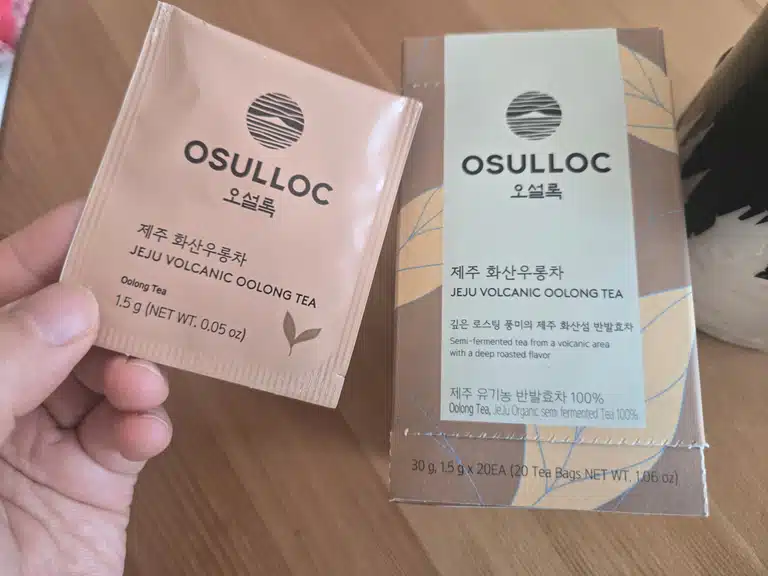 OSULLOC
오설록
제주 화산우롱차
JEJU VOLCANIC OOLONG TEA
Oolong Tea
1.5 g (NET WT. 0.05 oz)
OSULLOC
오설록
제주 화산우롱차
JEJU VOLCANIC OOLONG TEA
깊은 로스팅 풍미의 제주 화산섬 반발효차
Semi-fermented tea from a volcanic area
with a deep roasted flavor
제주 유기농 반발효차 100%
Oolong Tea, JeJu Organic semi fermented Tea 100%
30 g, 1.5 g x 20EA (20 Tea Bags NET WT. 1.06 oz)